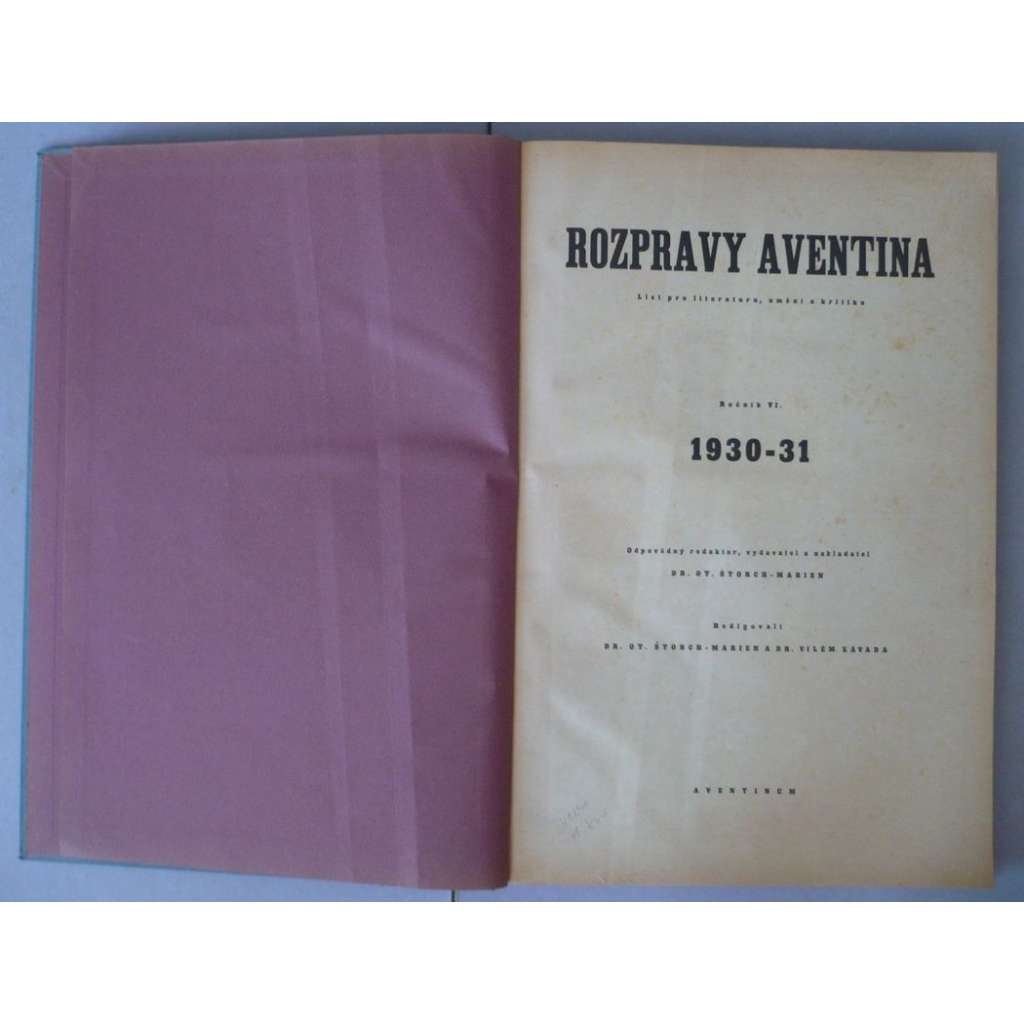 ROZPRAVY AVENTINA
List pro literaturu, umění a kritiku
Ročník VI.
1930-31
Odpovědný redaktor, vydavatel a nakladatel
DR. OT. ŠTORCH-MARIEN
Redigovali
DR. OT. ŠTORCH-MARIEN A DR. VILÉM ZÁVADA
AVENTINUM